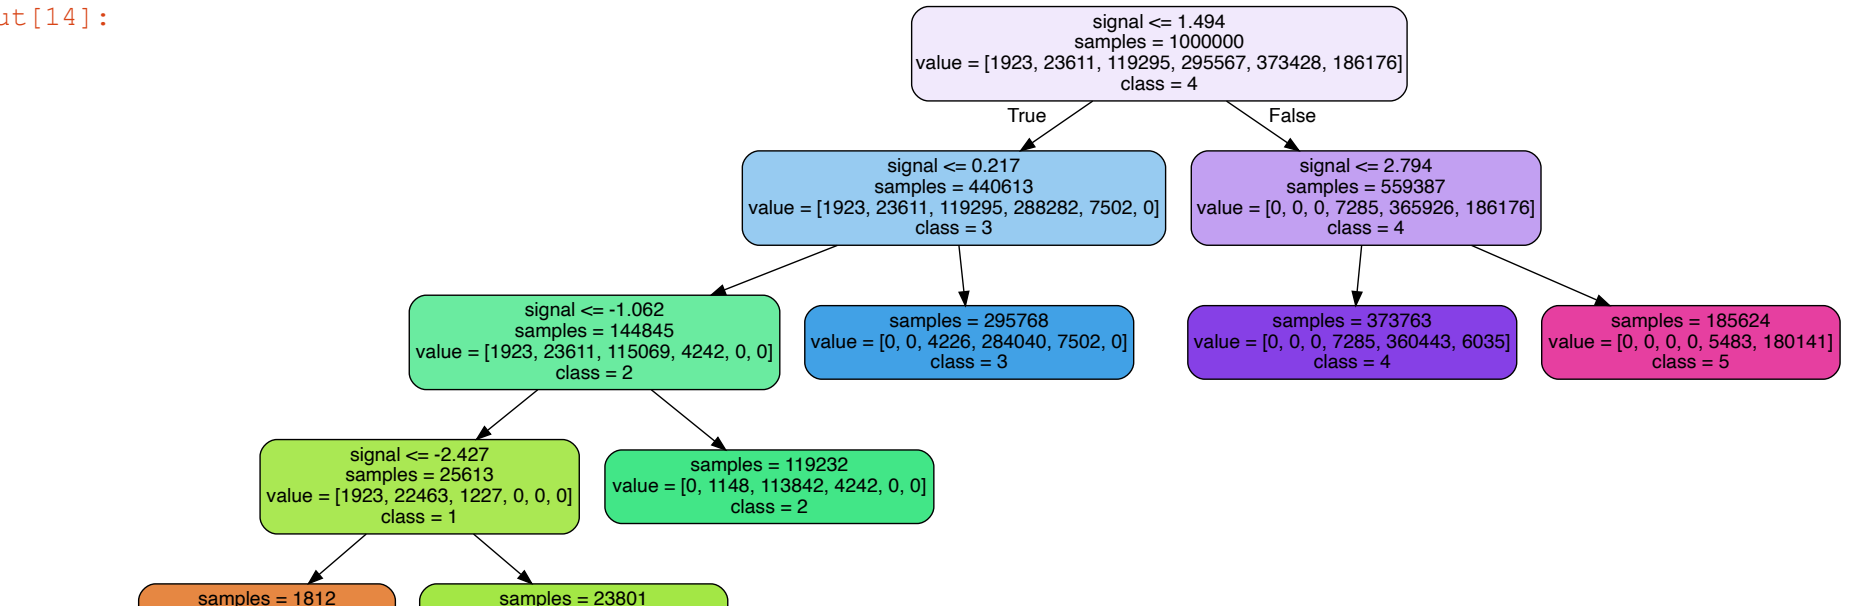 ut[14]:
signal <= 1.494
samples = 1000000
value = [1923, 23611, 119295, 295567, 373428, 186176]
class = 4
True
False
signal <= 0.217
samples = 440613
value = [1923, 23611, 119295, 288282, 7502, 0]
class = 3
signal <= 2.794
samples = 559387
value = [0, 0, 0, 7285, 365926, 186176]
class = 4
signal <= -1.062
samples = 144845
value = [1923, 23611, 115069, 4242, 0, 0]
class = 2
samples = 295768
value = [0, 0, 4226, 284040, 7502, 0]
class = 3
samples = 373763
value = [0, 0, 0, 7285, 360443, 6035]
class = 4
samples = 185624
value = [0, 0, 0, 0, 5483, 180141]
class = 5
signal <= -2.427
samples = 25613
value = [1923, 22463, 1227, 0, 0, 0]
class = 1
samples = 119232
value = [0, 1148, 113842, 4242, 0, 0]
class = 2
samples = 1812
samples = 23801